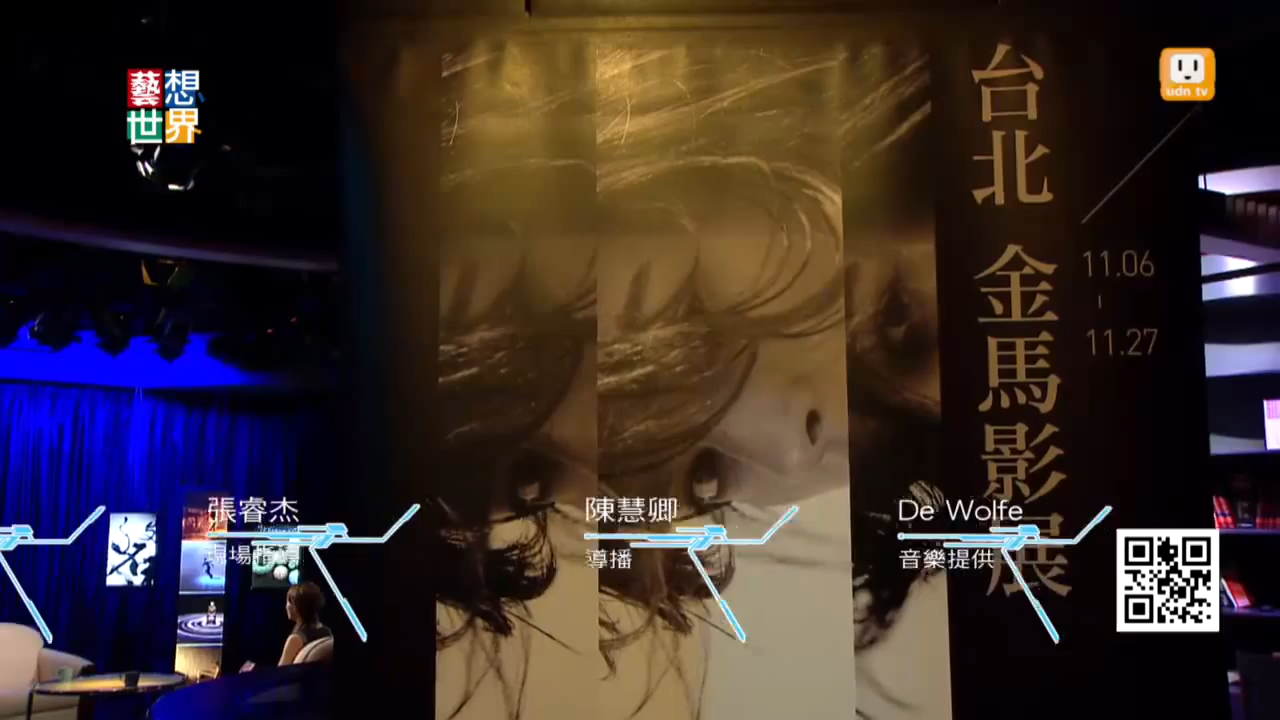 藝想
世界
udn tv
台北 金馬影展
11.06
11.27
張睿杰
現場指導
陳慧卿
導播
De Wolfe
音樂提供